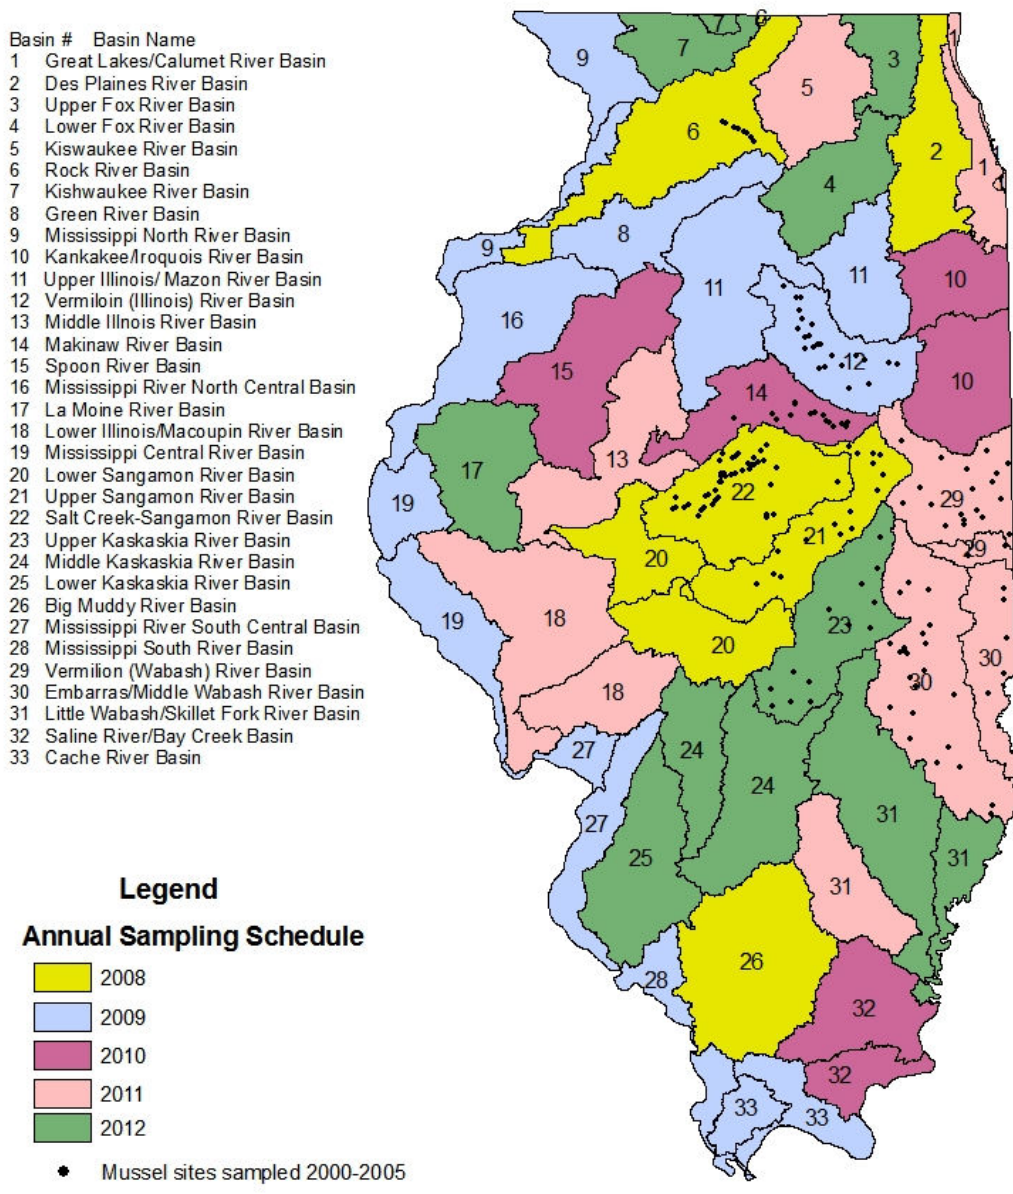 Basin # Basin Name
1 Great Lakes/Calumet River Basin
2 Des Plaines River Basin
3 Upper Fox River Basin
4 Lower Fox River Basin
5 Kiswaukee River Basin
6 Rock River Basin
7 Kishwaukee River Basin
8 Green River Basin
9 Mississippi North River Basin
10 Kankakee/Iroquois River Basin
11 Upper Illinois/ Mazon River Basin
12 Vermiloin (Illinois) River Basin
13 Middle Illnois River Basin
14 Makinaw River Basin
15 Spoon River Basin
16 Mississippi River North Central Basin
17 La Moine River Basin
18 Lower Illinois/Macoupin River Basin
19 Mississippi Central River Basin
20 Lower Sangamon River Basin
21 Upper Sangamon River Basin
22 Salt Creek-Sangamon River Basin
23 Upper Kaskaskia River Basin
24 Middle Kaskaskia River Basin
25 Lower Kaskaskia River Basin
26 Big Muddy River Basin
27 Mississippi River South Central Basin
28 Mississippi South River Basin
29 Vermilion (Wabash) River Basin
30 Embarras/Middle Wabash River Basin
31 Little Wabash/Skillet Fork River Basin
32 Saline River/Bay Creek Basin
33 Cache River Basin
7
6
1
9
7
3
5
6
2
1
1
1
4
8
9
11
11
10
16
12
15
10
14
13
17
22
29
19
21
29
20
18
19
23
20
30
30
18
27
24
24
27
31
25
31
31
26
28
32
32
33
33
Legend
Annual Sampling Schedule
2008
2009
2010
2011
2012
Mussel sites sampled 2000-2005